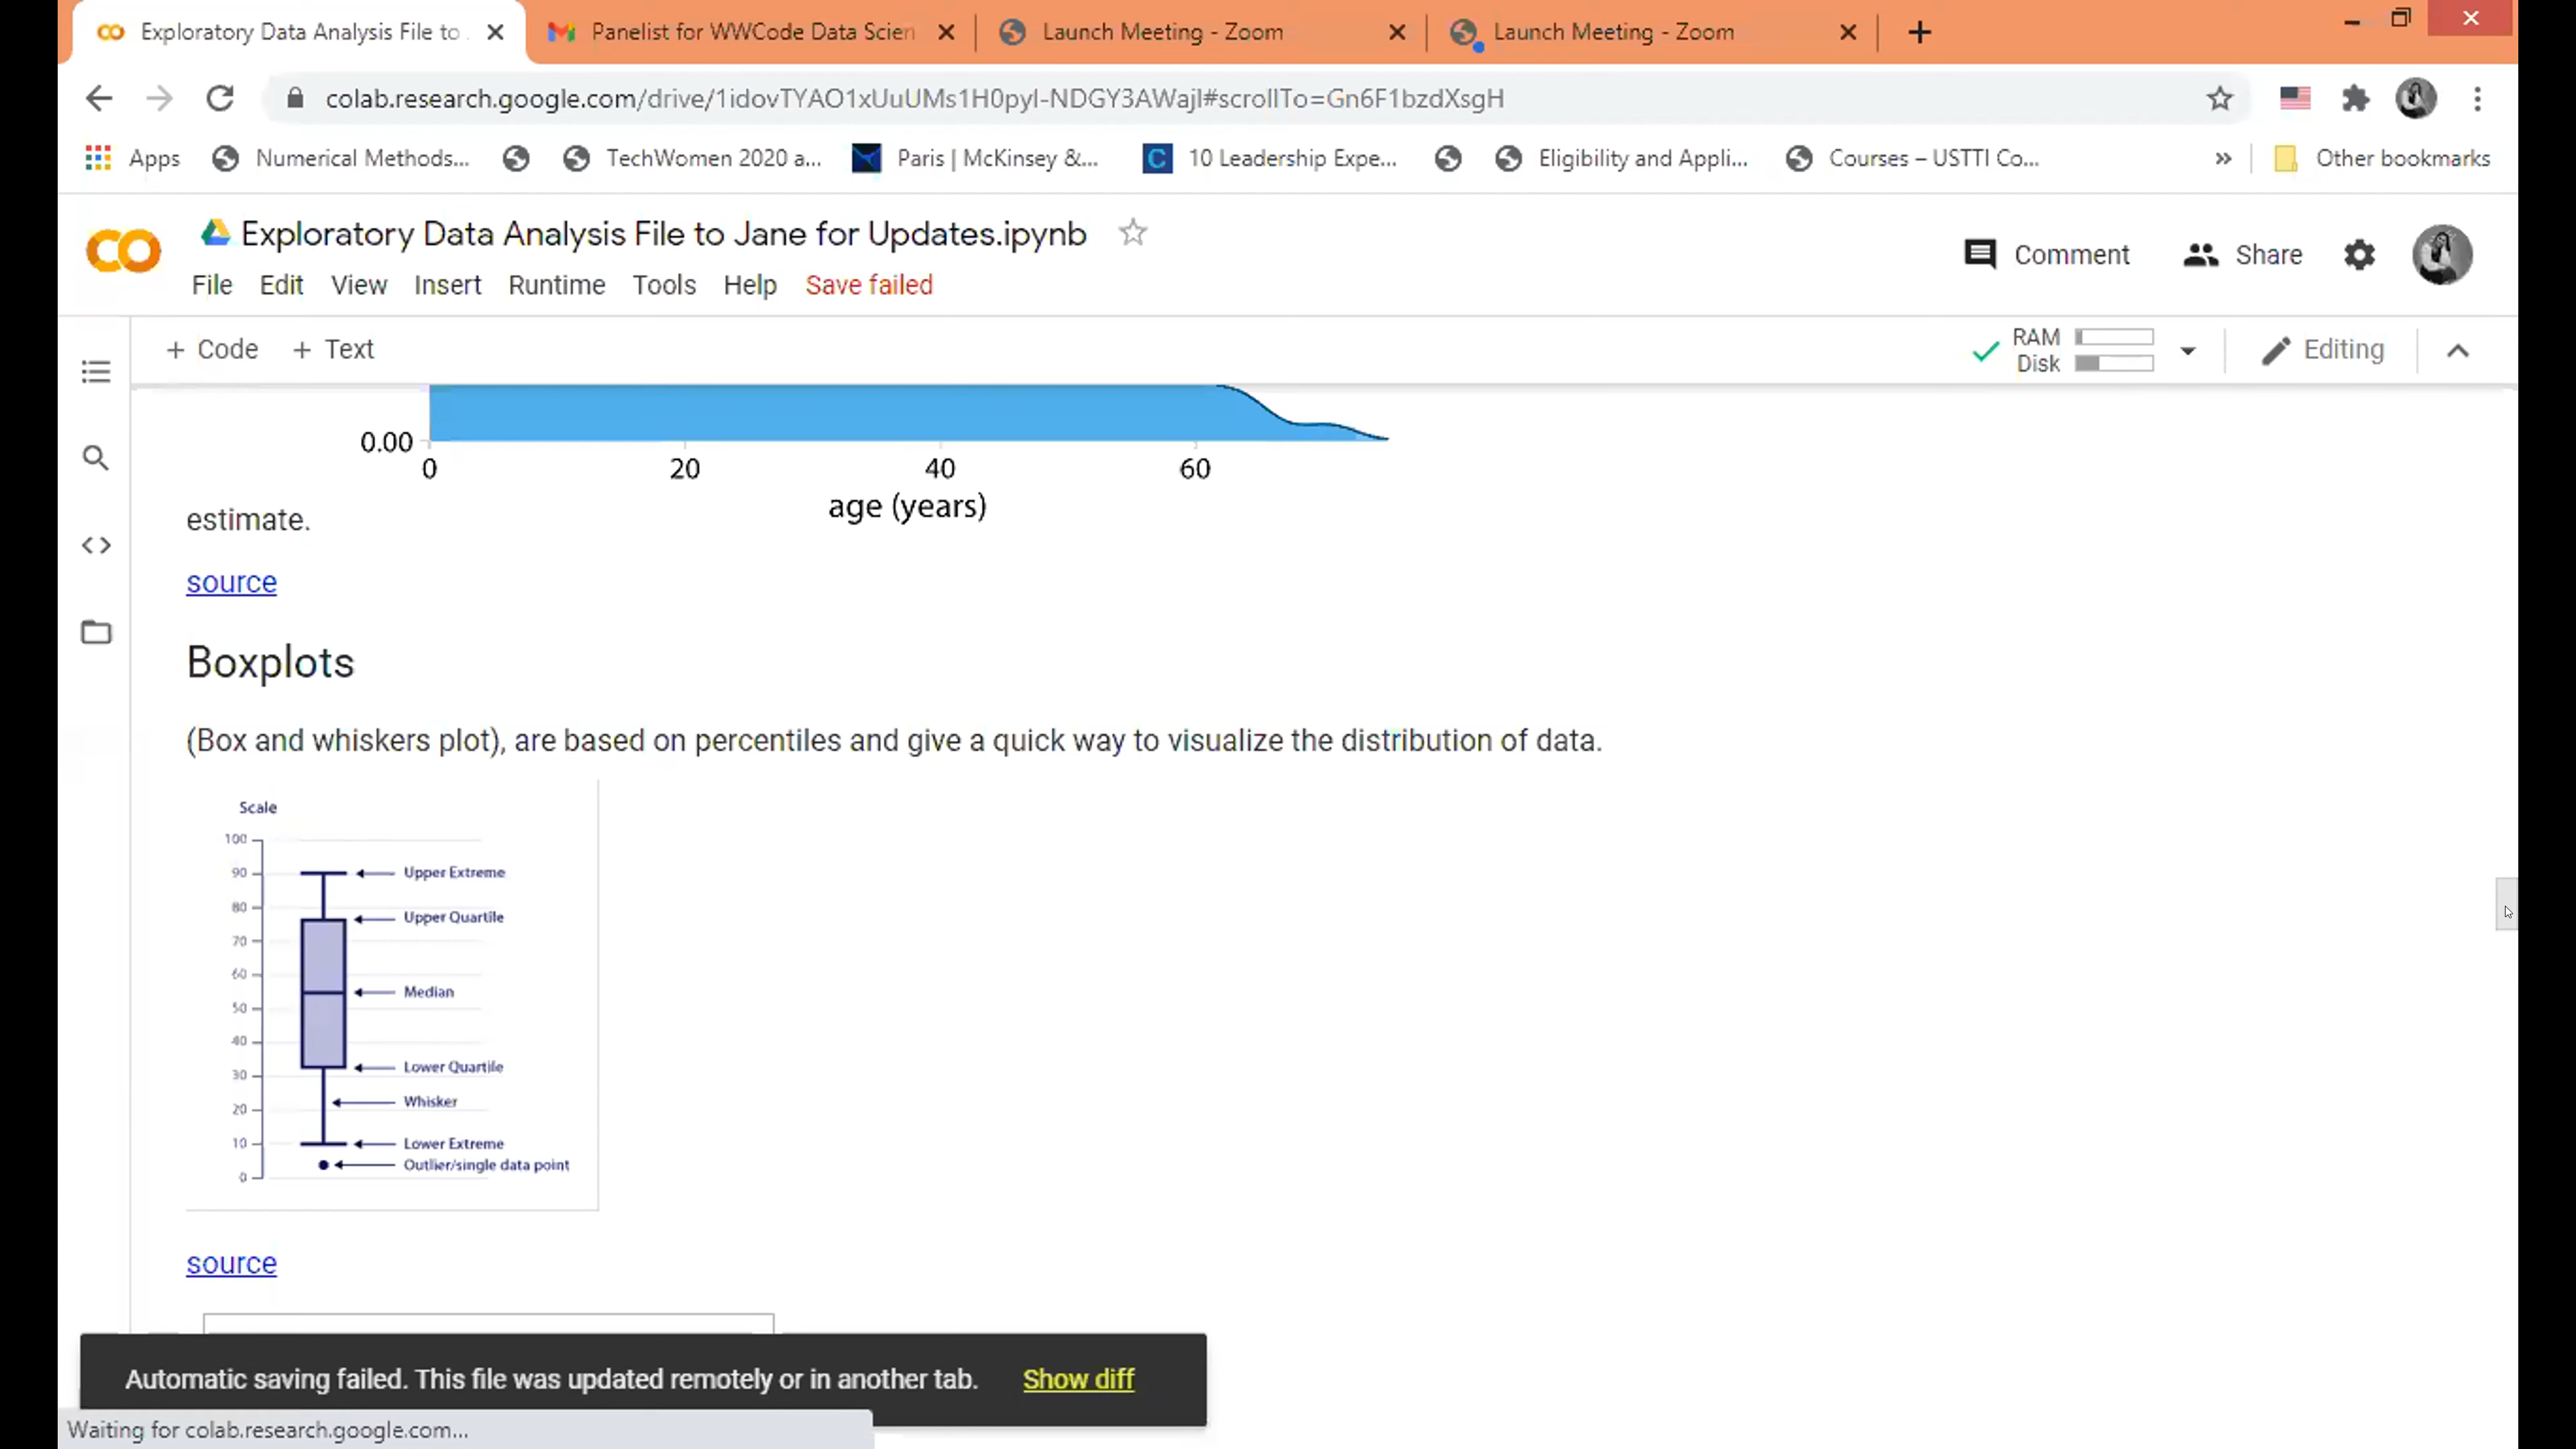 Exploratory Data Analysis File to
Panelist for WWCode Data Scien
Launch Meeting - Zoom
Launch Meeting - Zoom
colab.research.google.com/drive/1idovTYAO1xUuUMs1H0pyI-NDGY3AWajI#scrollTo=Gn6F1bzdXsgH
Apps
Numerical Methods...
TechWomen 2020 a...
Paris | McKinsey &...
10 Leadership Expe...
Eligibility and Appli...
Courses – USTTI Co...
»
Other bookmarks
Exploratory Data Analysis File to Jane for Updates.ipynb
Comment
Share
File Edit View Insert Runtime Tools Help Save failed
+ Code + Text
RAM
Disk
Editing
0.00
0 20 40 60
age (years)
estimate.
source
Boxplots
(Box and whiskers plot), are based on percentiles and give a quick way to visualize the distribution of data.
Scale
100
90 Upper Extreme
80 Upper Quartile
70
60
Median
50
40
30 Lower Quartile
20 Whisker
10 Lower Extreme
Outlier/single data point
0
source
Automatic saving failed. This file was updated remotely or in another tab. Show diff
Waiting for colab.research.google.com...